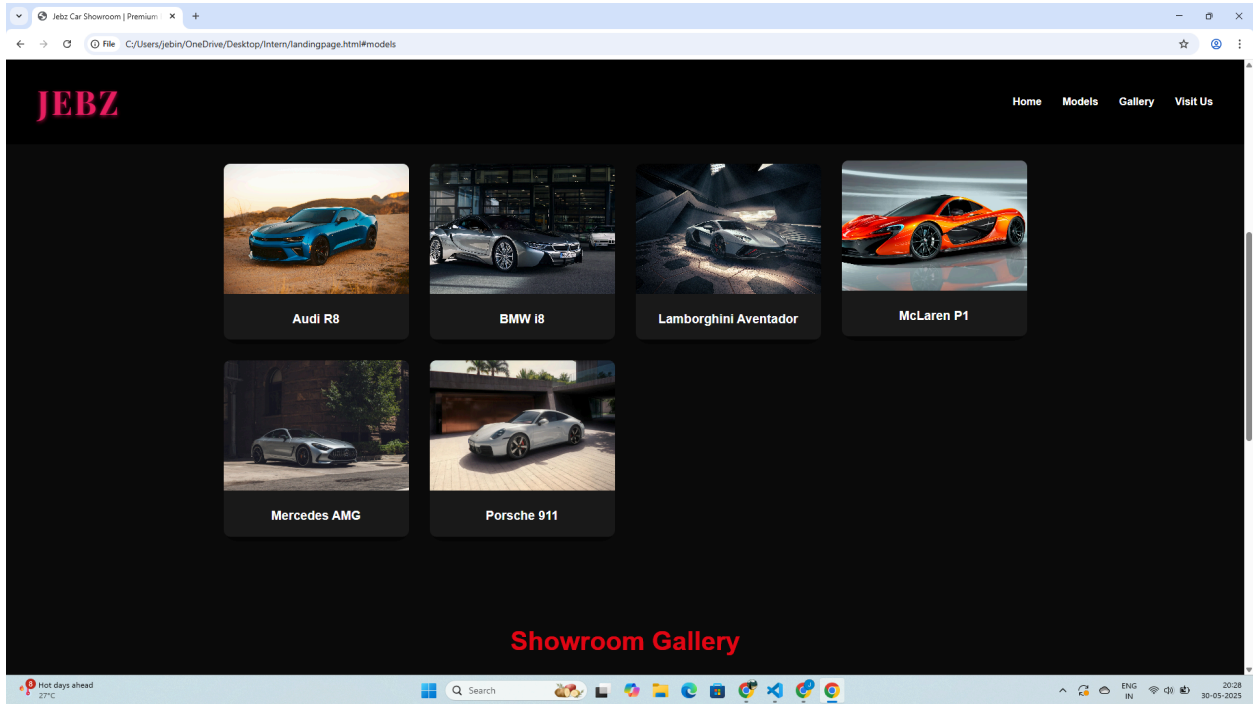 Jebz Car Showroom | Premium
File C:/Users/jebin/OneDrive/Desktop/Intern/landingpage.html#models
JEBZ
Home Models Gallery Visit Us
Audi R8 BMW i8 Lamborghini Aventador McLaren P1
Mercedes AMG Porsche 911
Showroom Gallery
8 Hot days ahead
27°C
Search
ENG
IN
20:28
30-05-2025